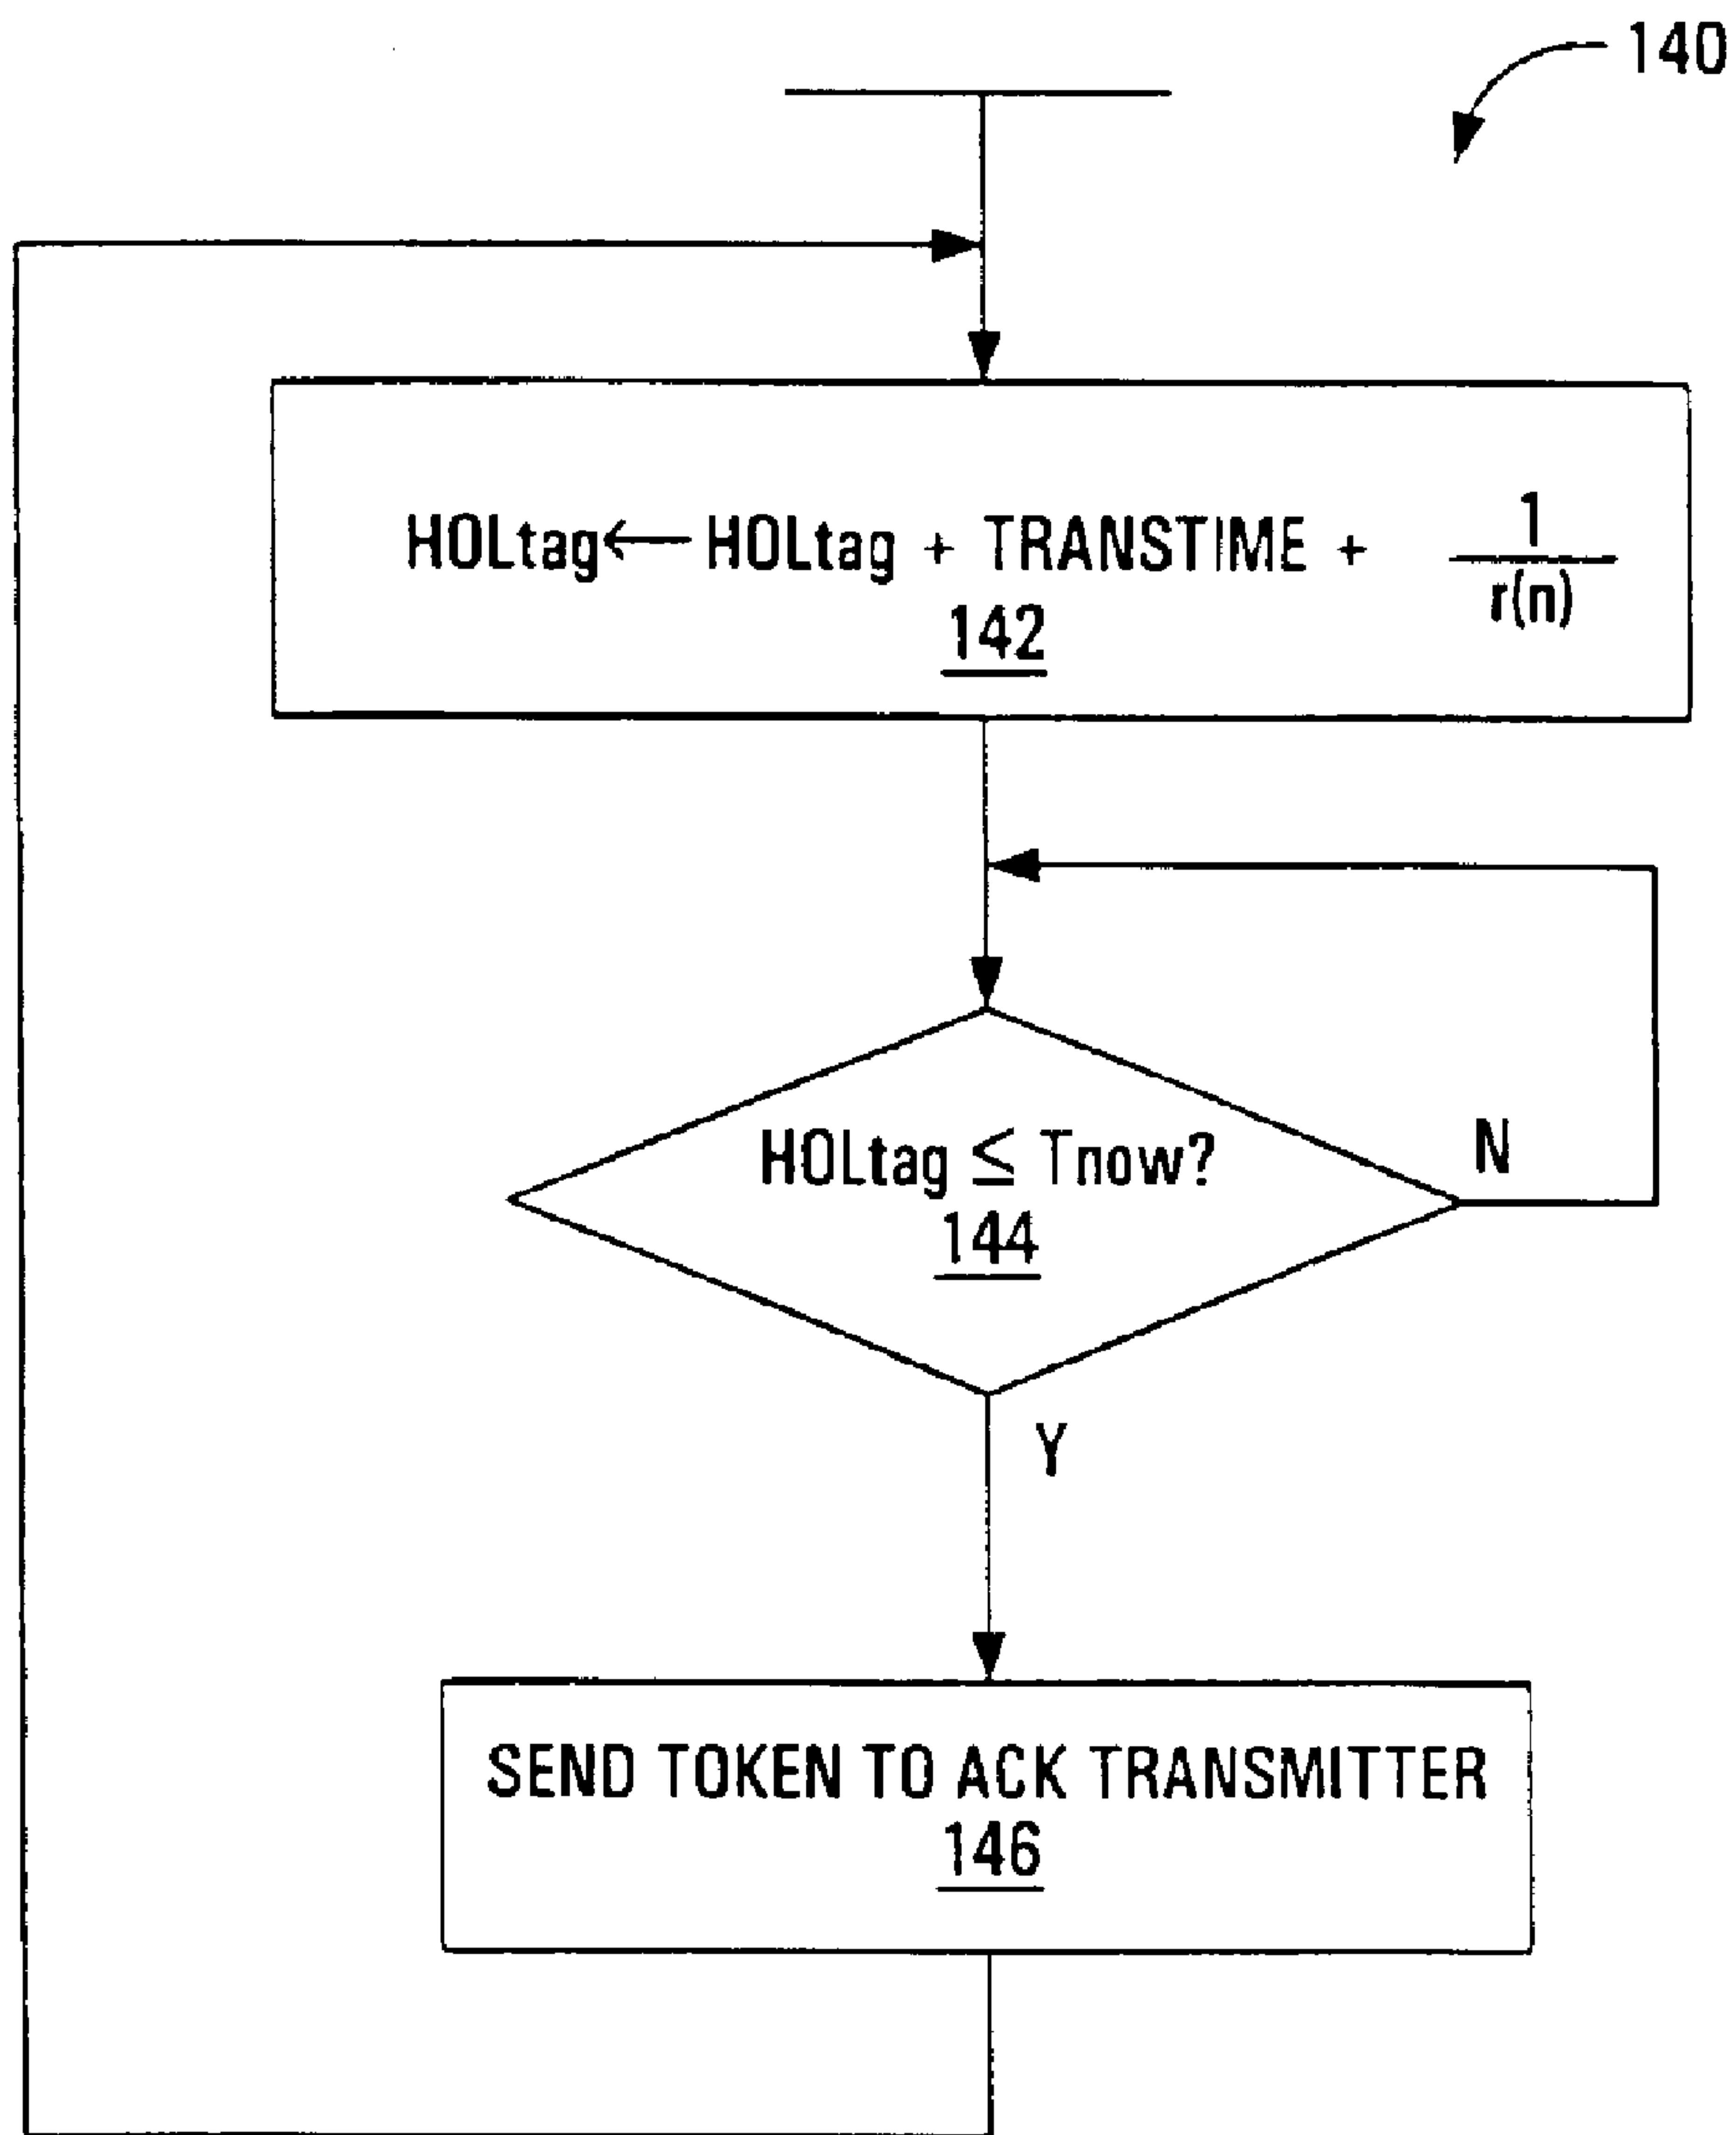 140
HOLtag ← HOLtag + TRANSTIME + 1/r(n)
142
HOLtag ≤ Tnow?
144
N
Y
SEND TOKEN TO ACK TRANSMITTER
146